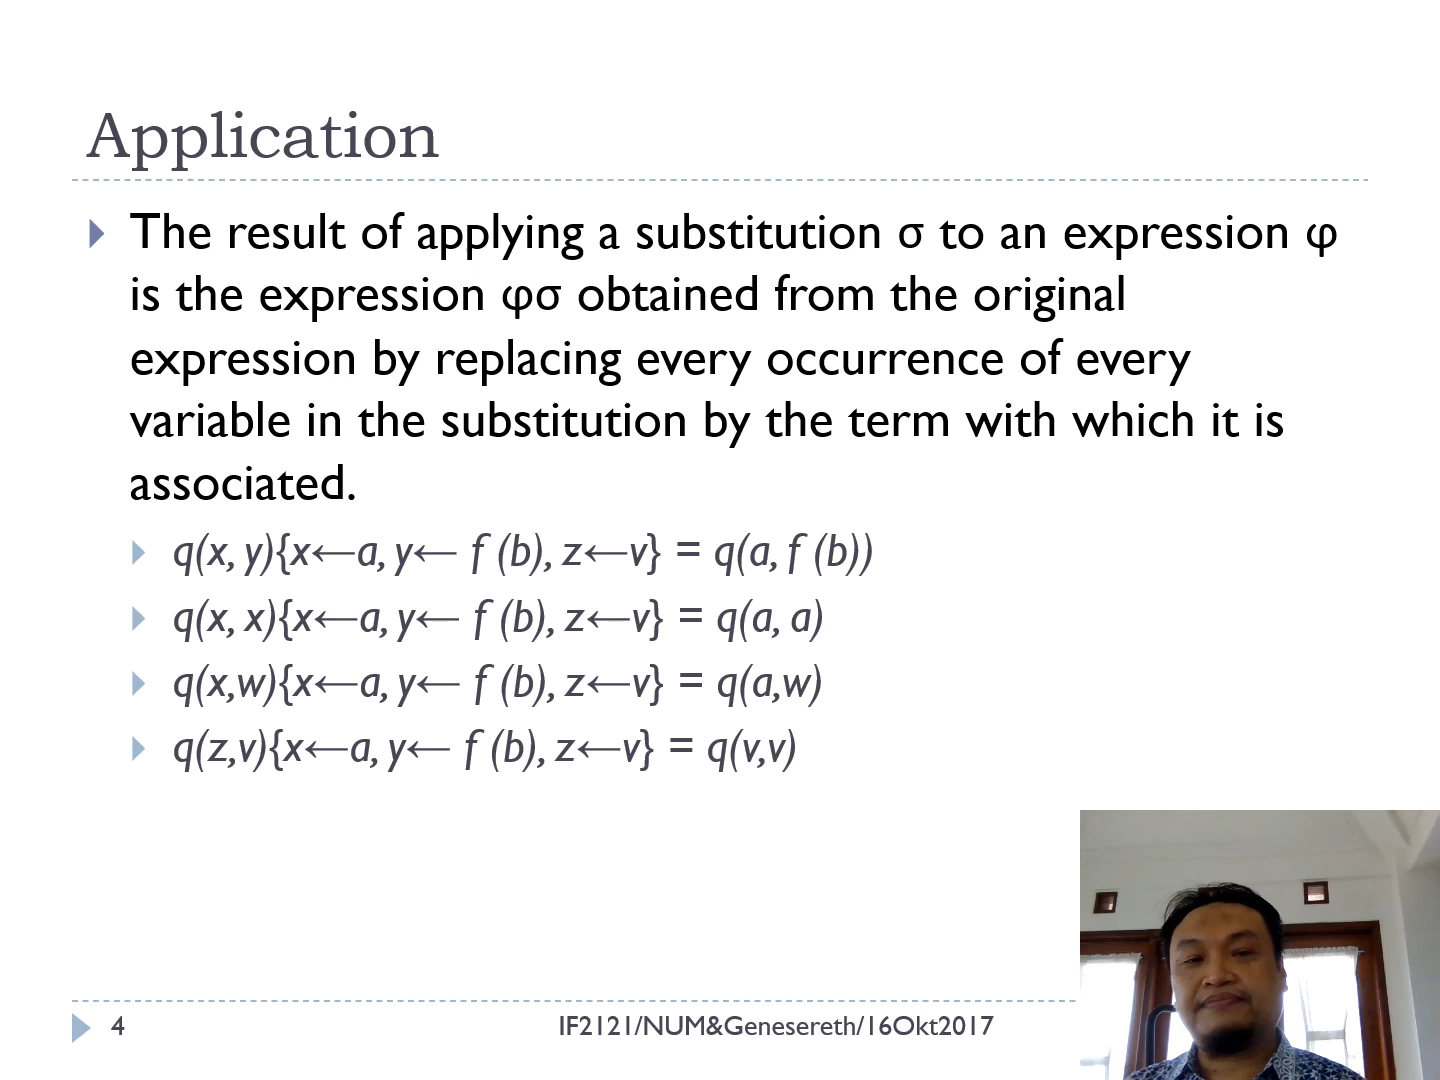 Application
The result of applying a substitution σ to an expression φ
is the expression φσ obtained from the original
expression by replacing every occurrence of every
variable in the substitution by the term with which it is
associated.
q(x, y){x←a, y← f (b), z←v} = q(a, f (b))
q(x, x){x←a, y← f (b), z←v} = q(a, a)
q(x,w){x←a, y← f (b), z←v} = q(a,w)
q(z,v){x←a, y← f (b), z←v} = q(v,v)
4
IF2121/NUM&Genesereth/16Okt2017